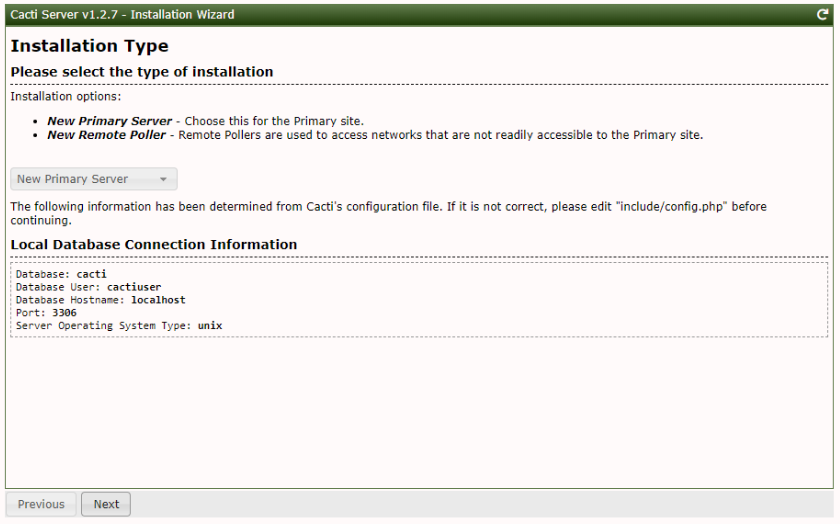 Cacti Server v1.2.7 - Installation Wizard
Installation Type
Please select the type of installation
Installation options:
New Primary Server - Choose this for the Primary site.
New Remote Poller - Remote Pollers are used to access networks that are not readily accessible to the Primary site.
New Primary Server
The following information has been determined from Cacti's configuration file. If it is not correct, please edit "include/config.php" before
continuing.
Local Database Connection Information
Database: cacti
Database User: cactiuser
Database Hostname: localhost
Port: 3306
Server Operating System Type: unix
Previous Next